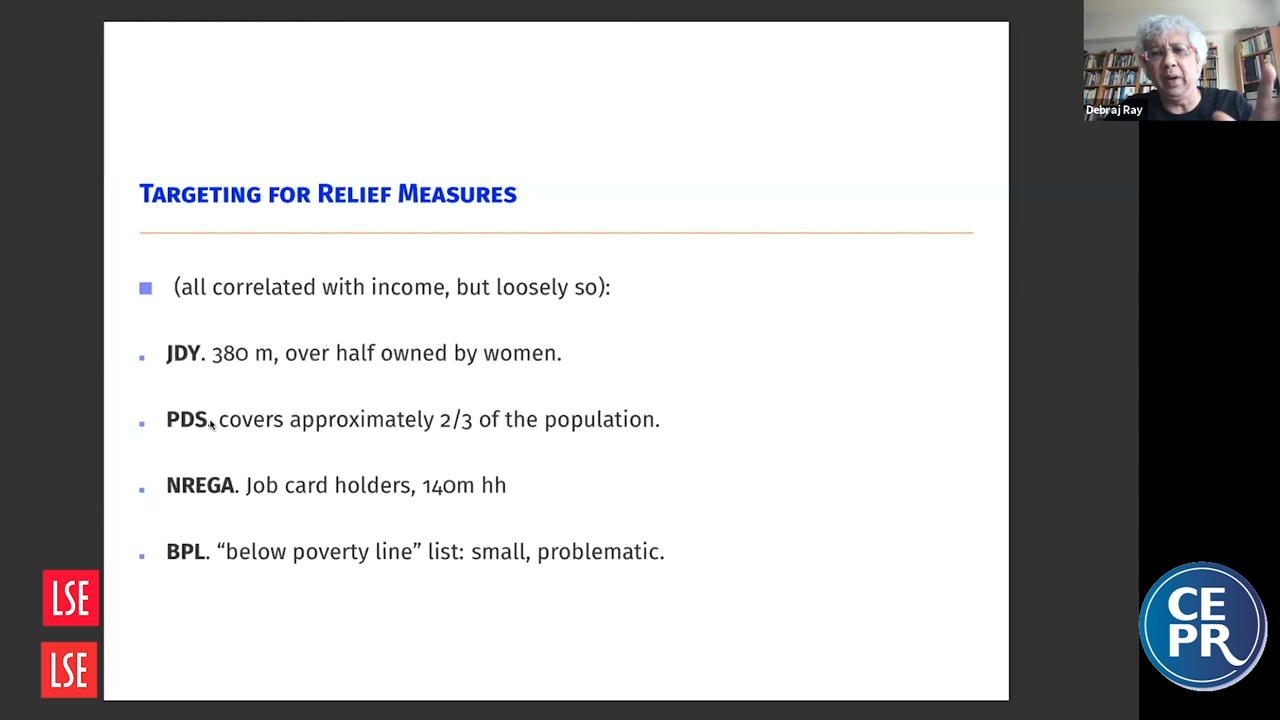 Debraj Ray
TARGETING FOR RELIEF MEASURES
(all correlated with income, but loosely so):
JDY. 380 m, over half owned by women.
PDS. covers approximately 2/3 of the population.
NREGA. Job card holders, 140m hh
BPL. “below poverty line” list: small, problematic.
LSE
LSE
CE
PR